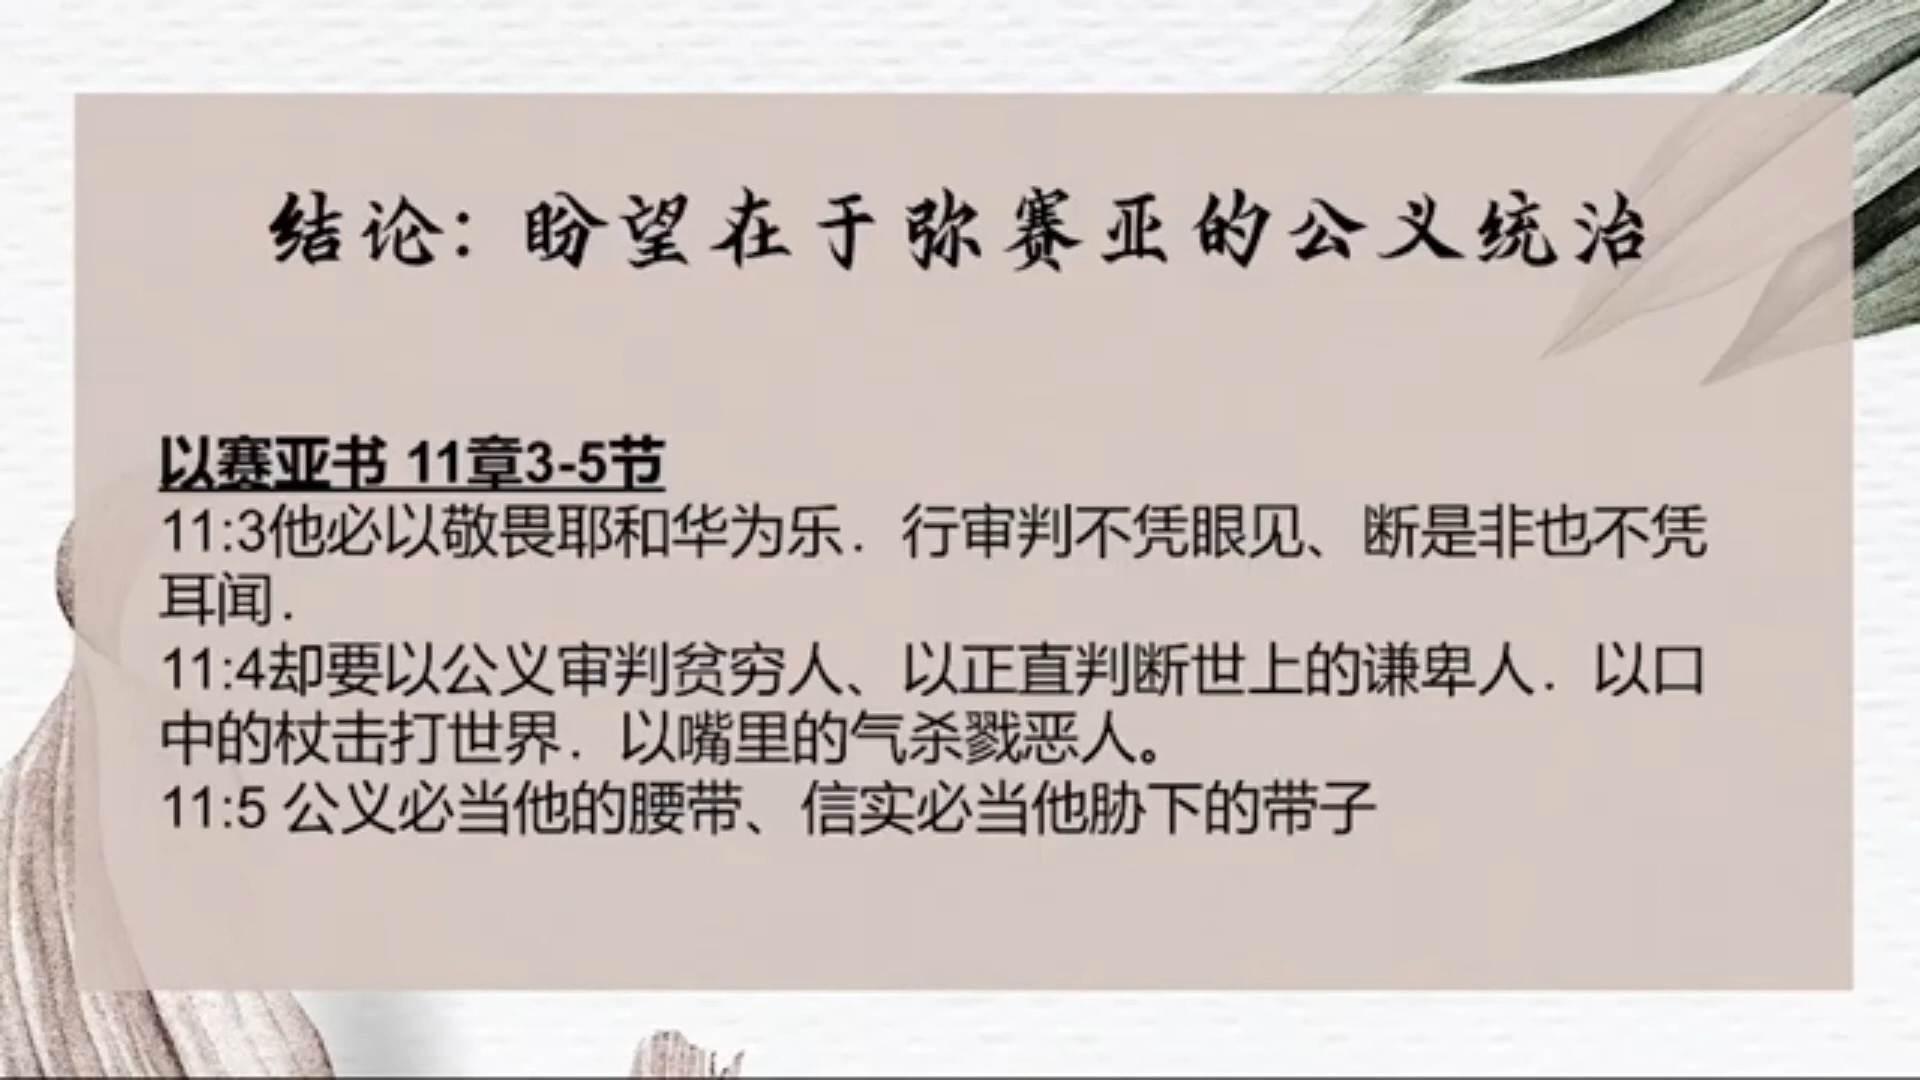 结论：盼望在于弥赛亚的公义统治
以赛亚书 11章3-5节
11:3他必以敬畏耶和华为乐．行审判不凭眼见、断是非也不凭
耳闻．
11:4却要以公义审判贫穷人、以正直判断世上的谦卑人．以口
中的杖击打世界．以嘴里的气杀戮恶人。
11:5 公义必当他的腰带、信实必当他胁下的带子